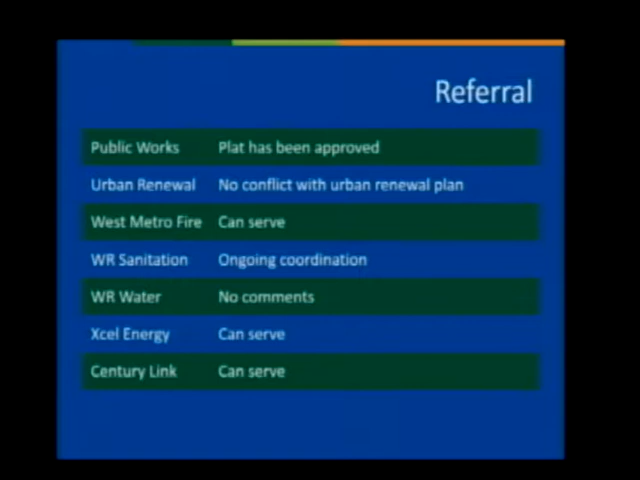 Referral
Public Works Plat has been approved
Urban Renewal No conflict with urban renewal plan
West Metro Fire Can serve
WR Sanitation Ongoing coordination
WR Water No comments
Xcel Energy Can serve
Century Link Can serve